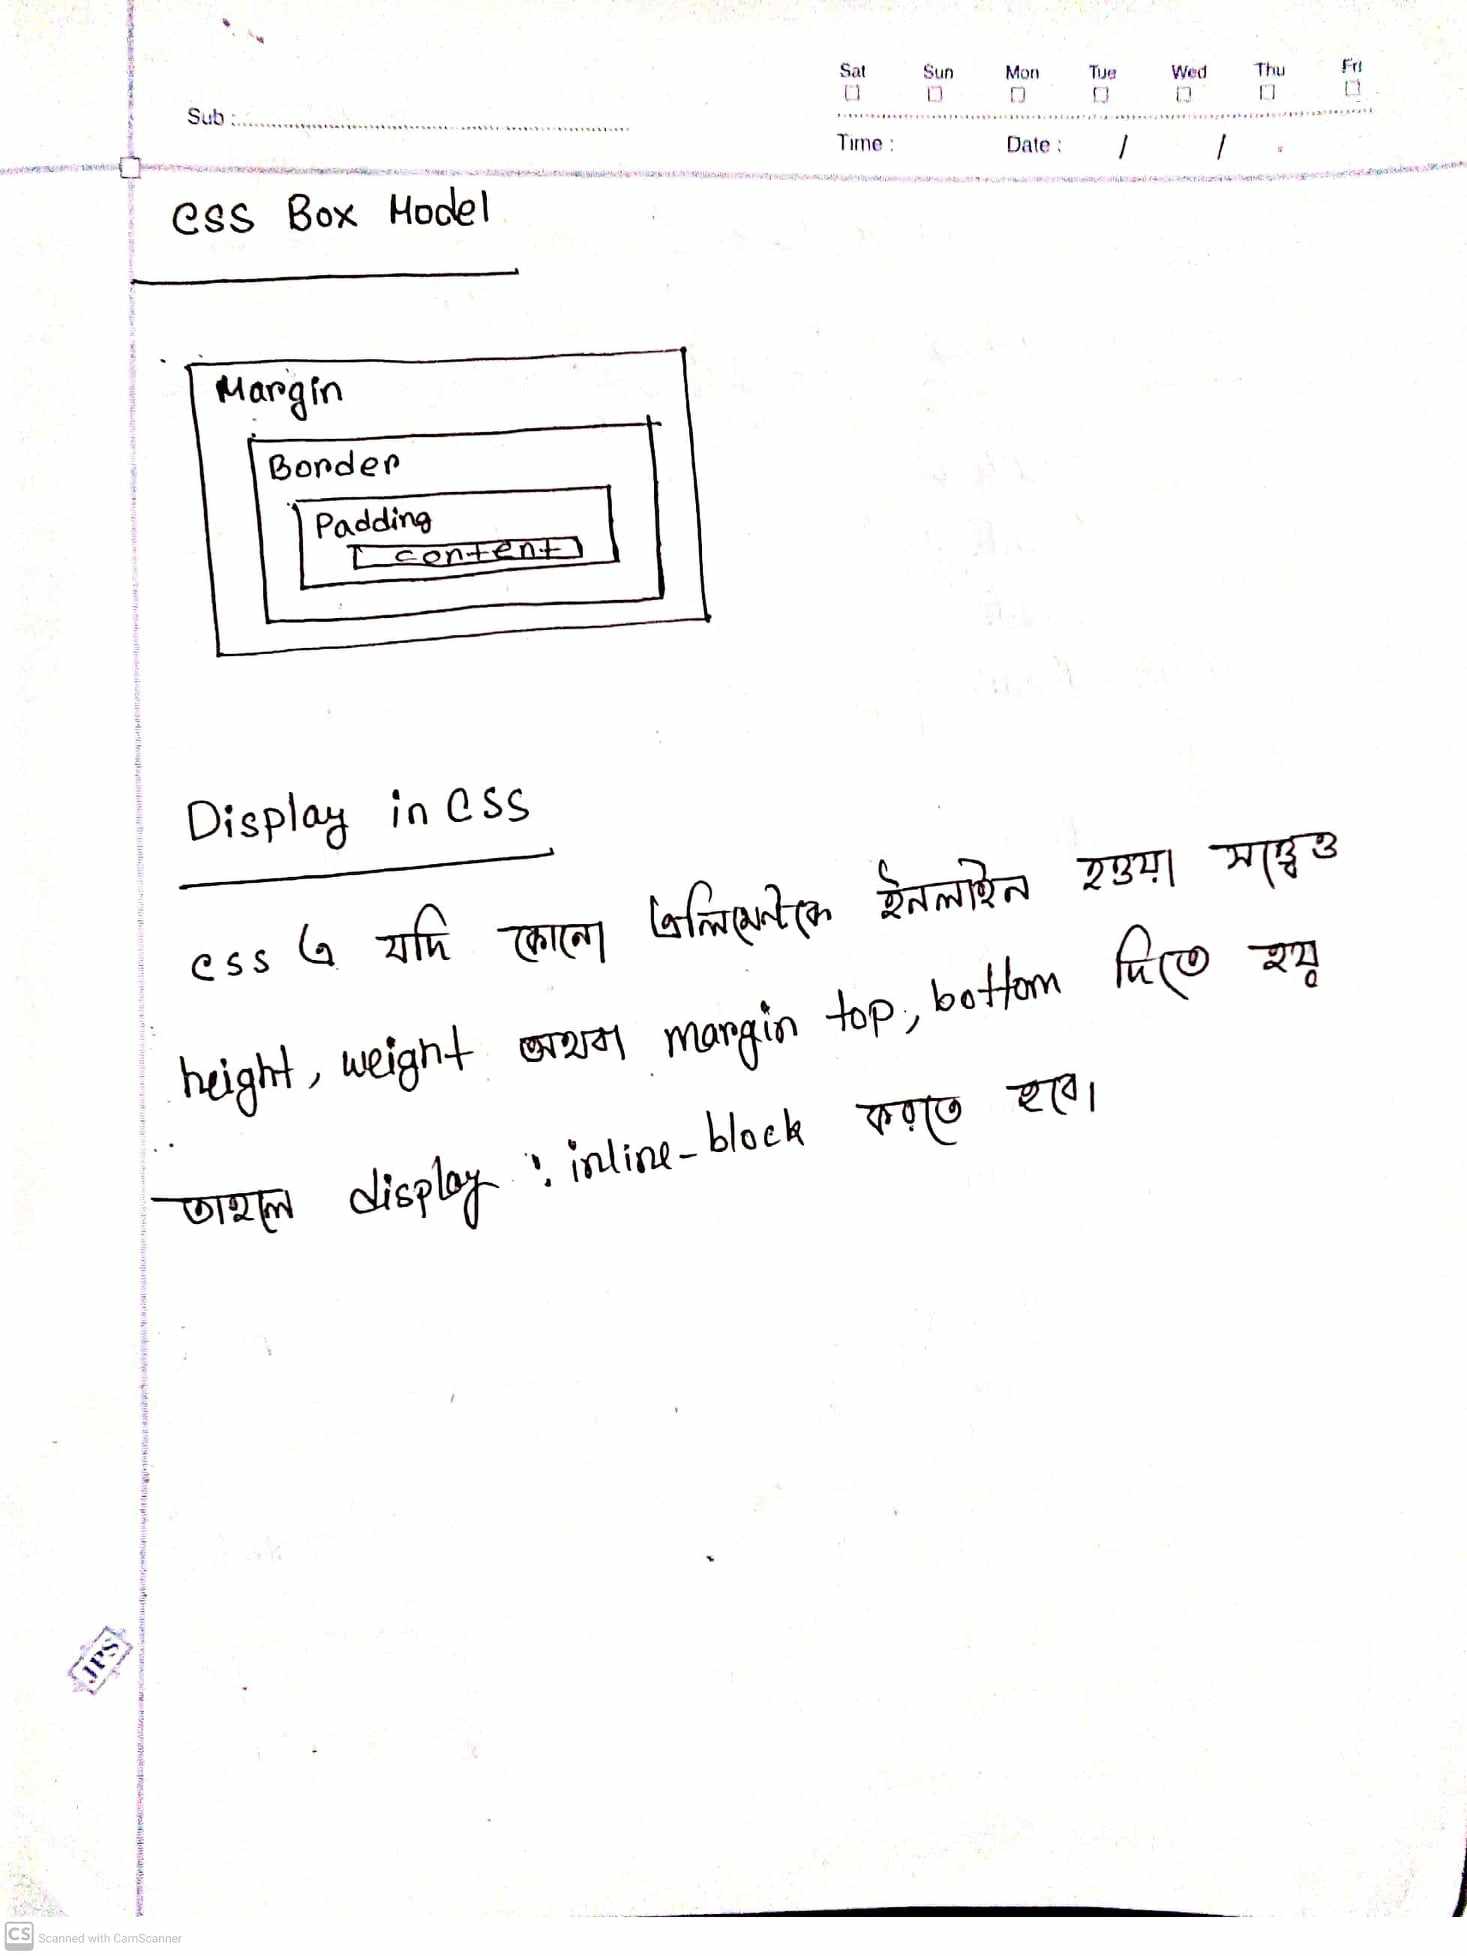 Sat Sun Mon Tue Wed Thu Fri
Sub :
Time : Date : / /
CSS Box Model
Margin
Border
Padding
content
Display in CSS
css এ যদি কোনো এলিমেন্টকে ইনলাইন হওয়া সত্ত্বেও
height, weight অথবা margin top, bottom দিতে হয়
তাহলে display : inline-block করতে হবে।
JPS
CS Scanned with CamScanner